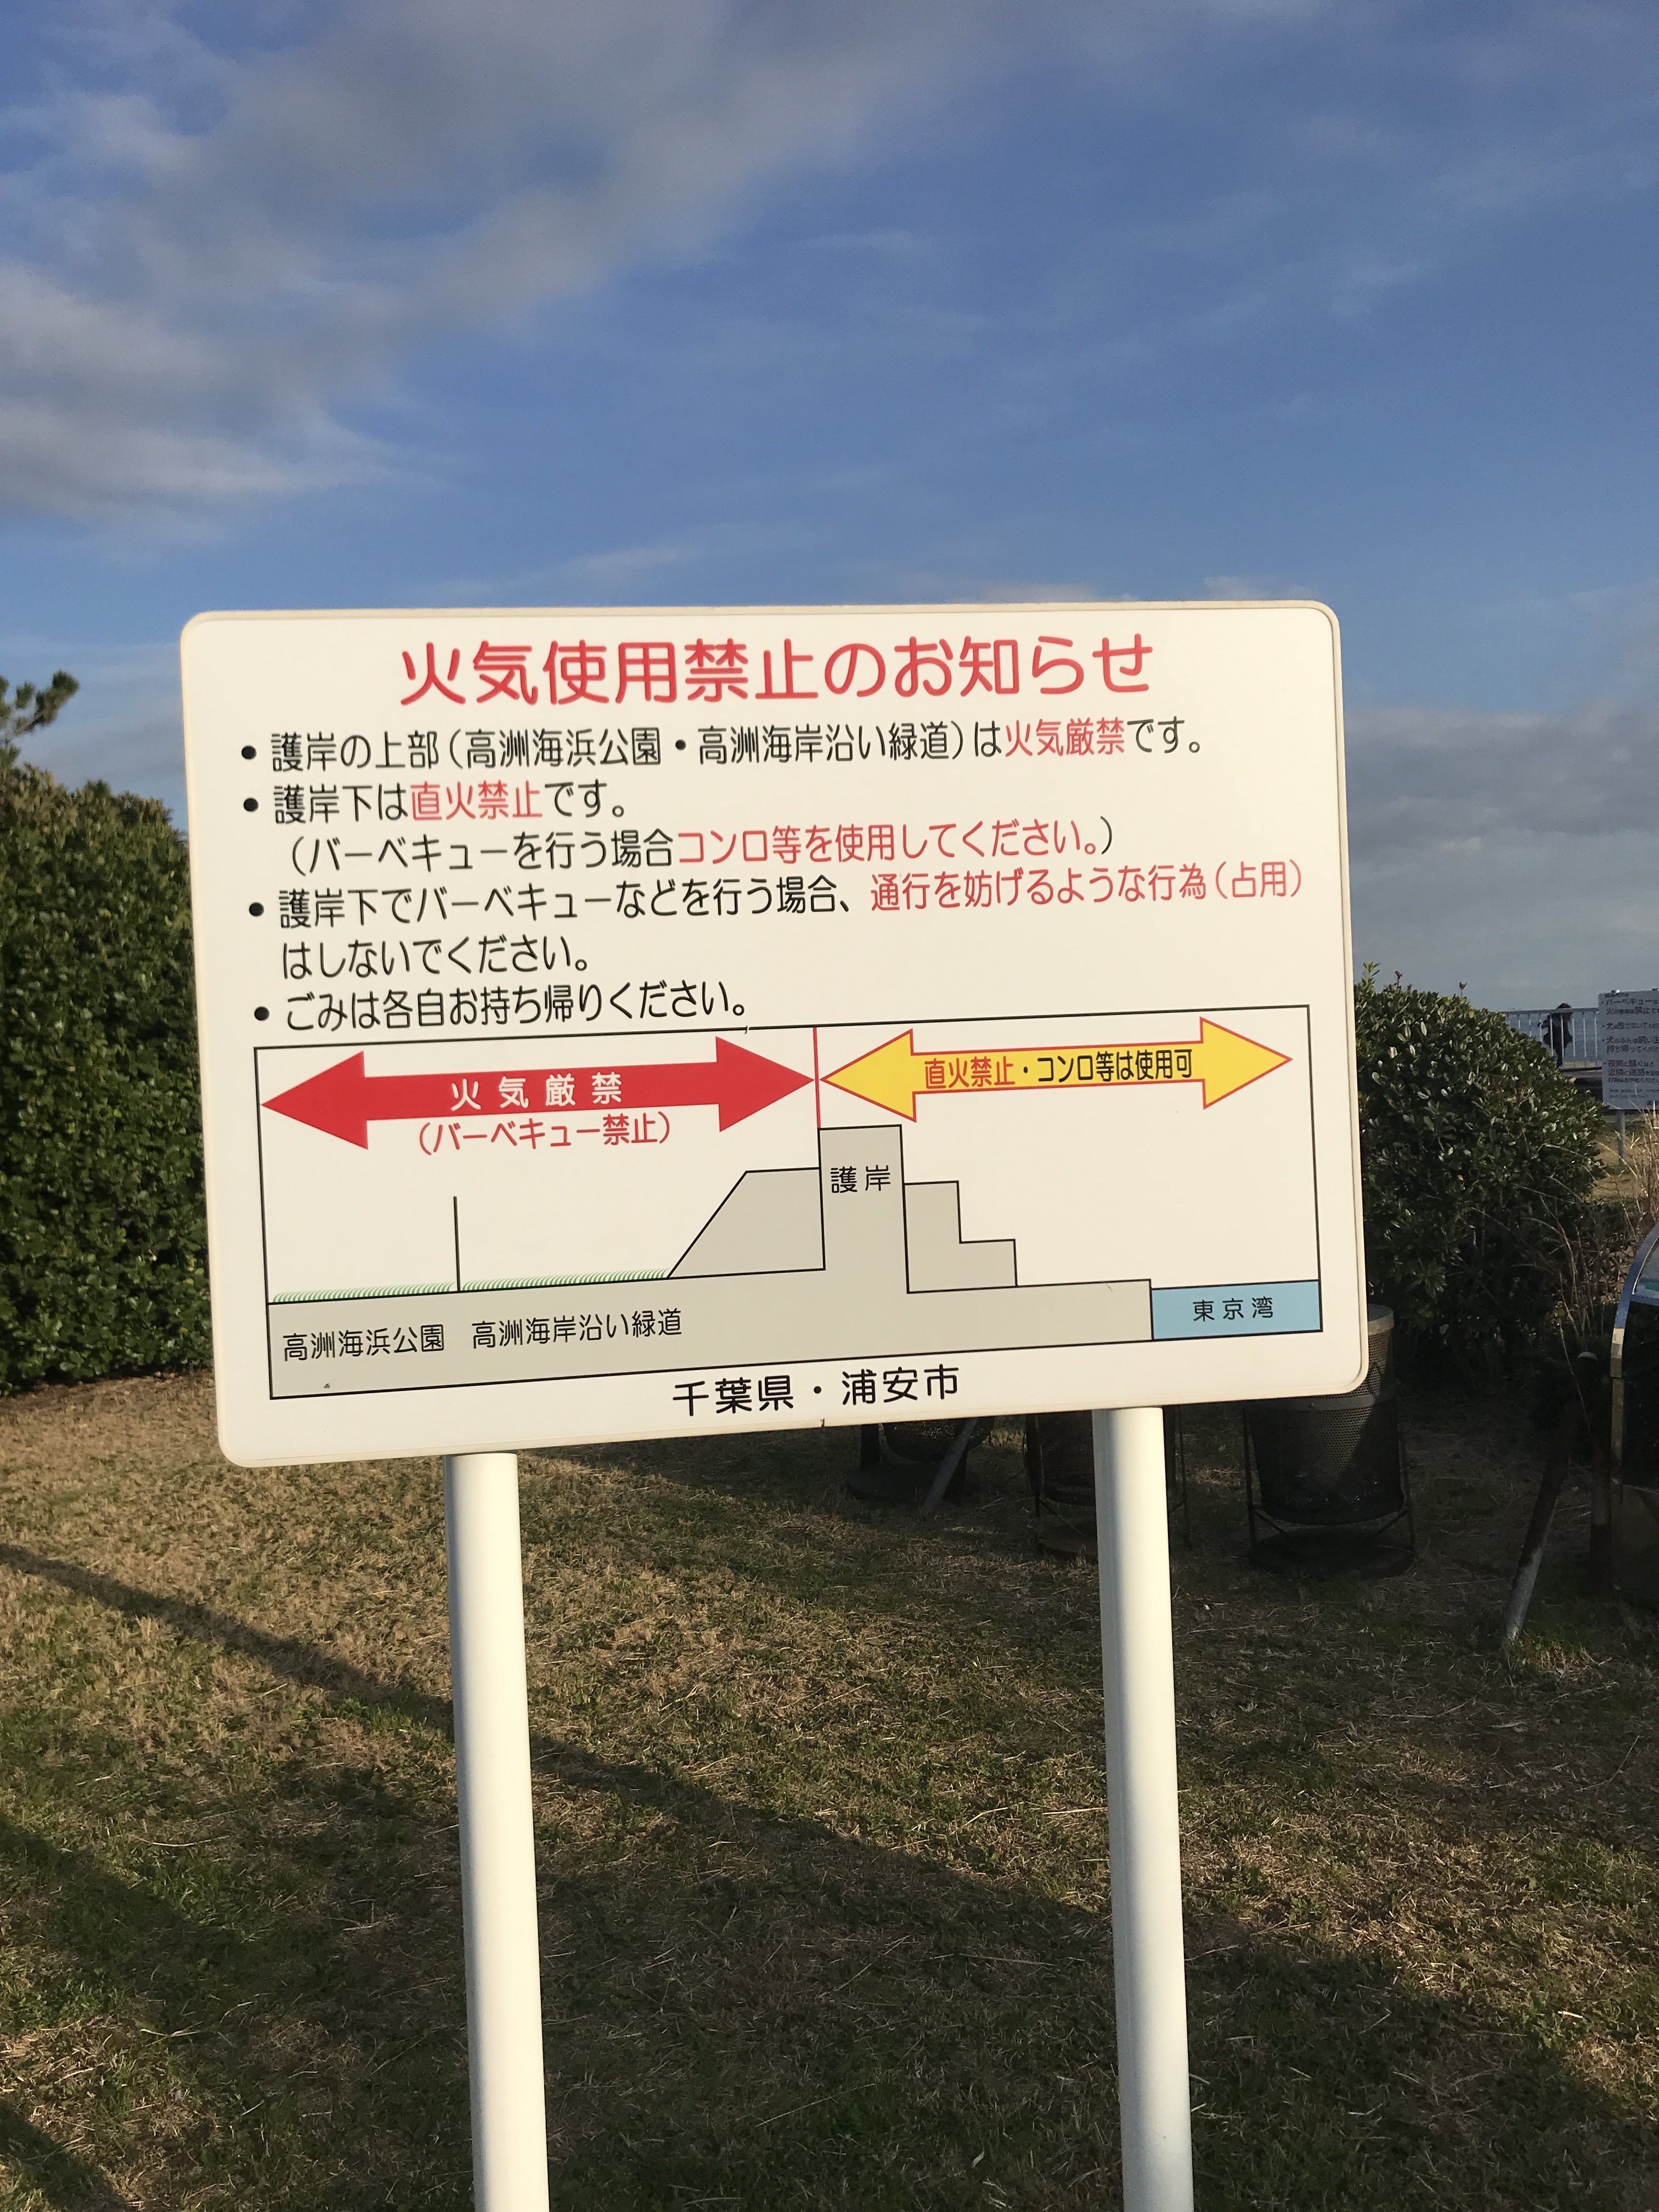 火気使用禁止のお知らせ
•護岸の上部（高洲海浜公園・高洲海岸沿い緑道）は火気厳禁です。
•護岸下は直火禁止です。
（バーベキューを行う場合コンロ等を使用してください。）
•護岸下でバーベキューなどを行う場合、通行を妨げるような行為（占用）
はしないでください。
•ごみは各自お持ち帰りください。
火気厳禁
（バーベキュー禁止）
直火禁止・コンロ等は使用可
護岸
高洲海浜公園
高洲海岸沿い緑道
東京湾
千葉県・浦安市